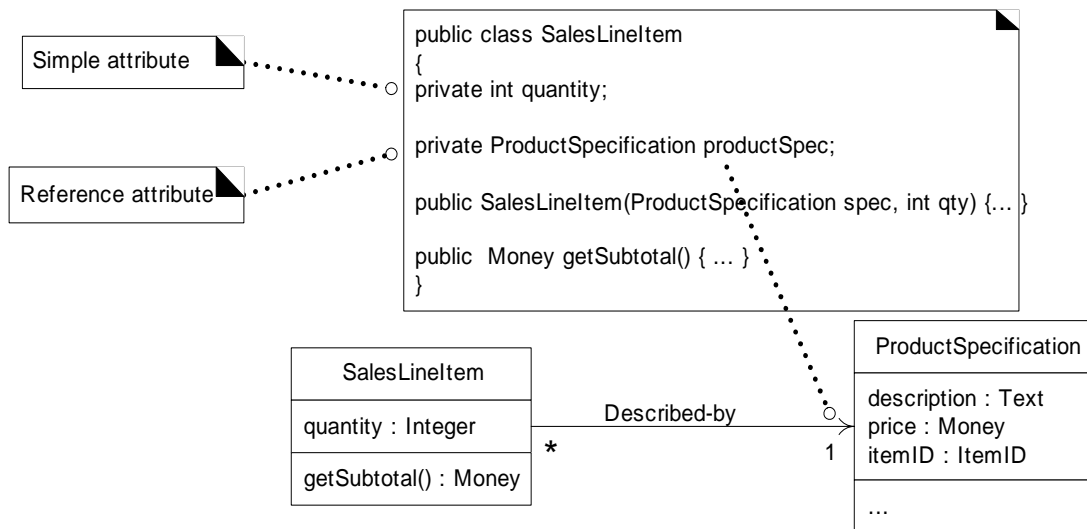 Simple attribute
Reference attribute
public class SalesLineItem
{
private int quantity;
private ProductSpecification productSpec;
public SalesLineItem(ProductSpecification spec, int qty) {... }
public  Money getSubtotal() { ... }
}
SalesLineItem
quantity : Integer
getSubtotal() : Money
Described-by
*
1
ProductSpecification
description : Text
price : Money
itemID : ItemID
...